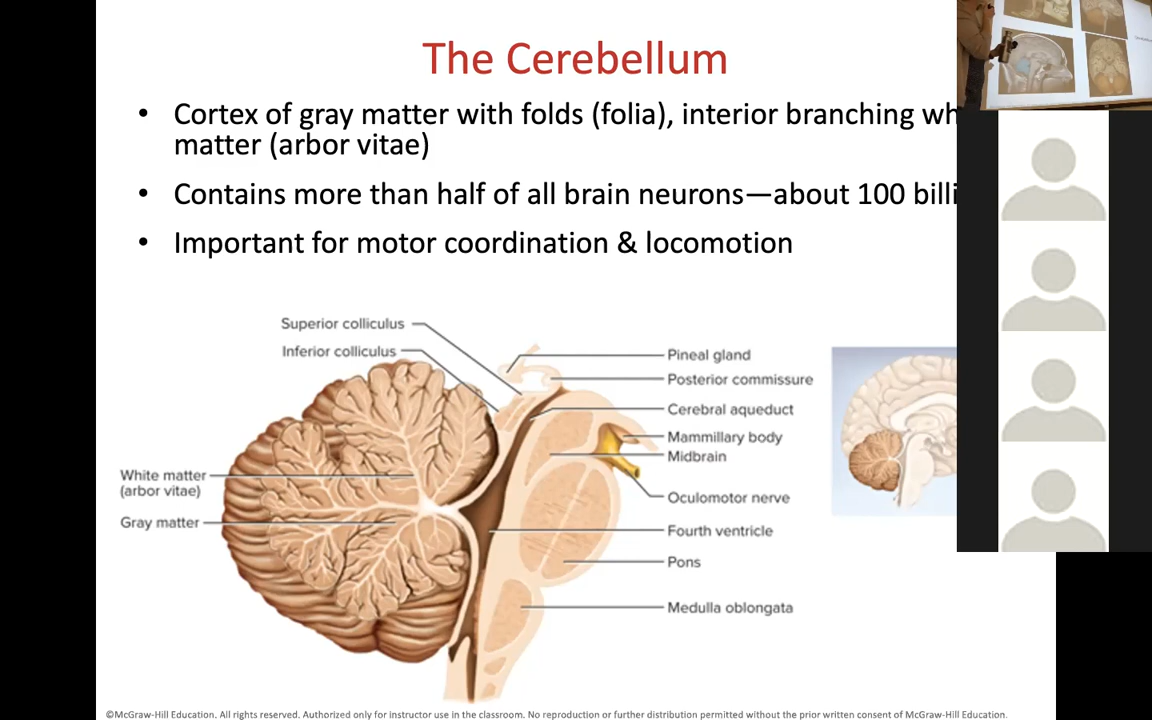 The Cerebellum
• Cortex of gray matter with folds (folia), interior branching
matter (arbor vitae)
• Contains more than half of all brain neurons—about 100
• Important for motor coordination & locomotion
Superior colliculus
Inferior colliculus
Pineal gland
Posterior commissure
Cerebral aqueduct
Mammillary body
Midbrain
White matter
(arbor vitae)
Oculomotor nerve
Gray matter
Fourth ventricle
Pons
Medulla oblongata
©McGraw-Hill Education. All rights reserved. Authorized only for instructor use in the classroom. No reproduction or further distribution permitted without the prior written consent of McGraw-Hill Education.